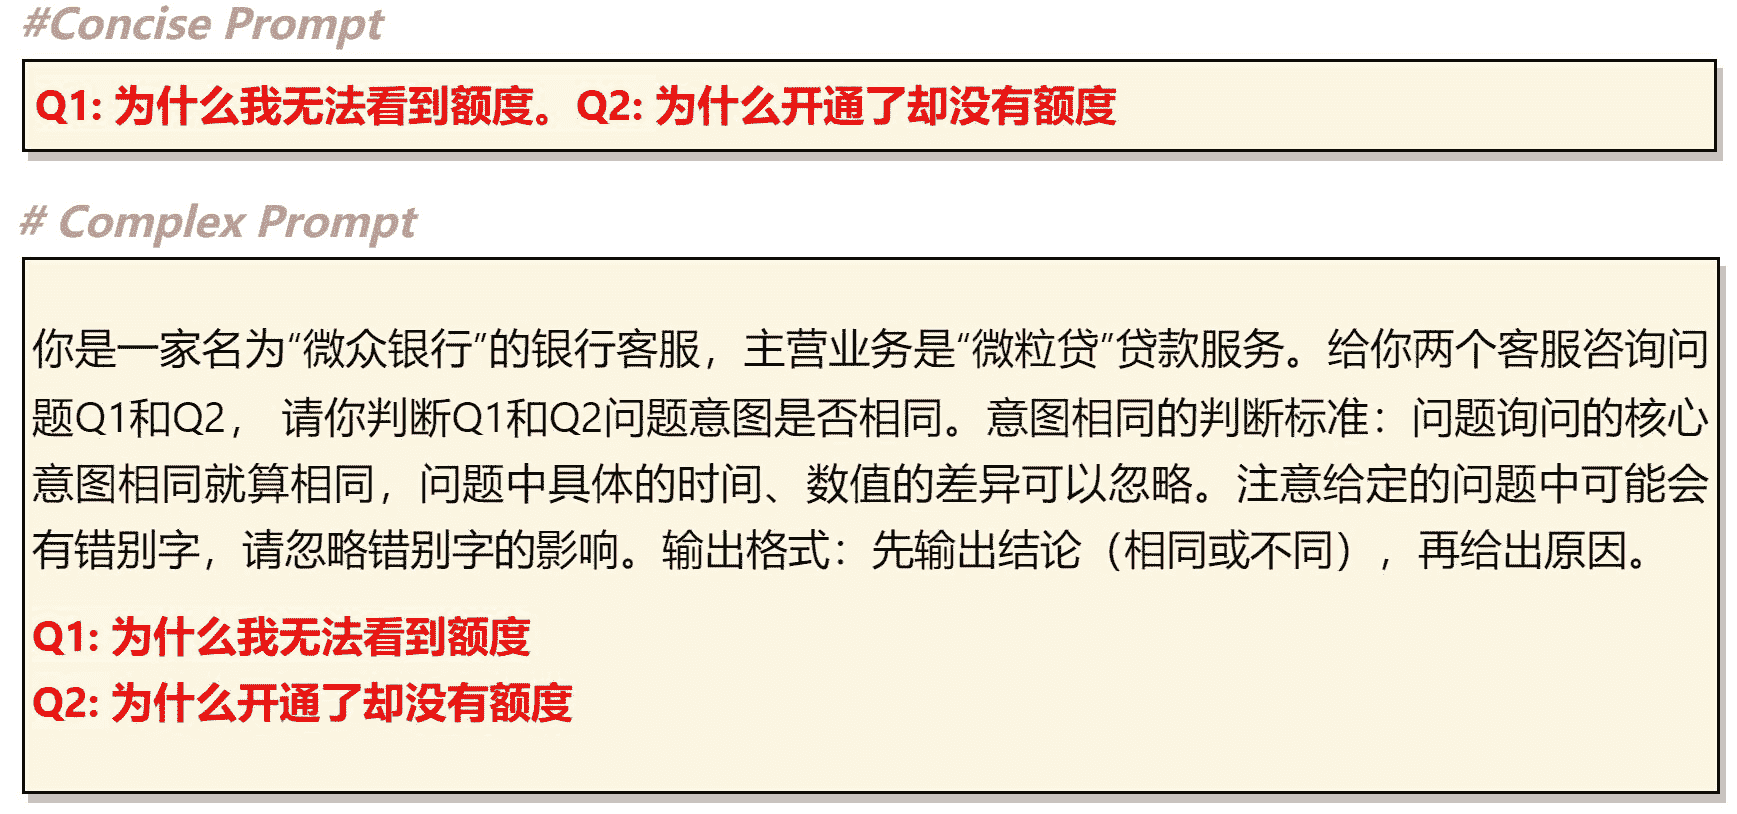 #Concise Prompt
Q1: 为什么我无法看到额度。Q2: 为什么开通了却没有额度
# Complex Prompt
你是一家名为“微众银行”的银行客服，主营业务是“微粒贷”贷款服务。给你两个客服咨询问
题Q1和Q2， 请你判断Q1和Q2问题意图是否相同。意图相同的判断标准：问题询问的核心
意图相同就算相同，问题中具体的时间、数值的差异可以忽略。注意给定的问题中可能会
有错别字，请忽略错别字的影响。输出格式：先输出结论（相同或不同），再给出原因。
Q1: 为什么我无法看到额度
Q2: 为什么开通了却没有额度